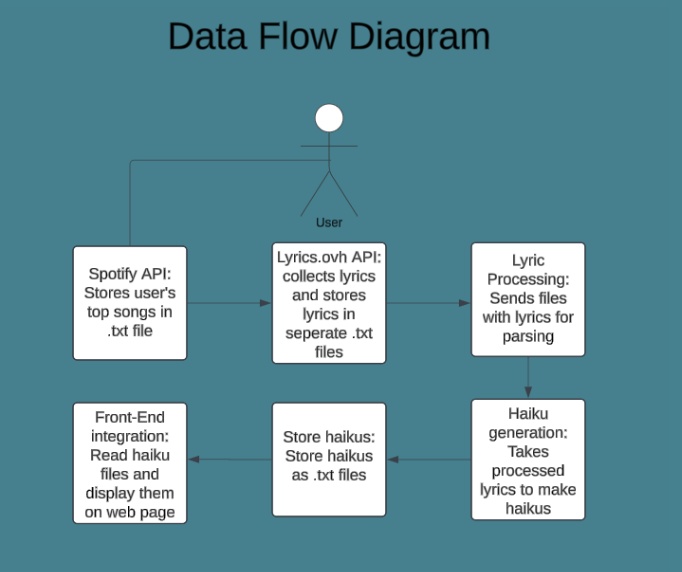 Data Flow Diagram
User
Spotify API:
Stores user's
top songs in
.txt file
Lyrics.ovh API:
collects lyrics
and stores
lyrics in
seperate .txt
files
Lyric
Processing:
Sends files
with lyrics for
parsing
Haiku
generation:
Takes
processed
lyrics to make
haikus
Store haikus:
Store haikus
as .txt files
Front-End
integration:
Read haiku
files and
display them
on web page